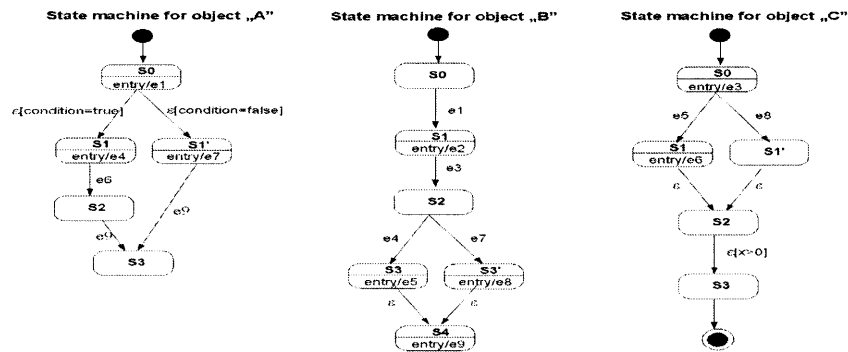 State machine for object „A”
S0
entry/e1
ε[condition=true]
ε[condition=false]
S1
entry/e4
S1'
entry/e7
e6
S2
e9
e9
S3
State machine for object „B”
S0
e1
S1
entry/e2
e3
S2
e4
e7
S3
entry/e5
S3'
entry/e8
ε
ε
S4
entry/e9
State machine for object „C”
S0
entry/e3
e5
e8
S1
entry/e6
S1'
ε
ε
S2
ε[x>0]
S3